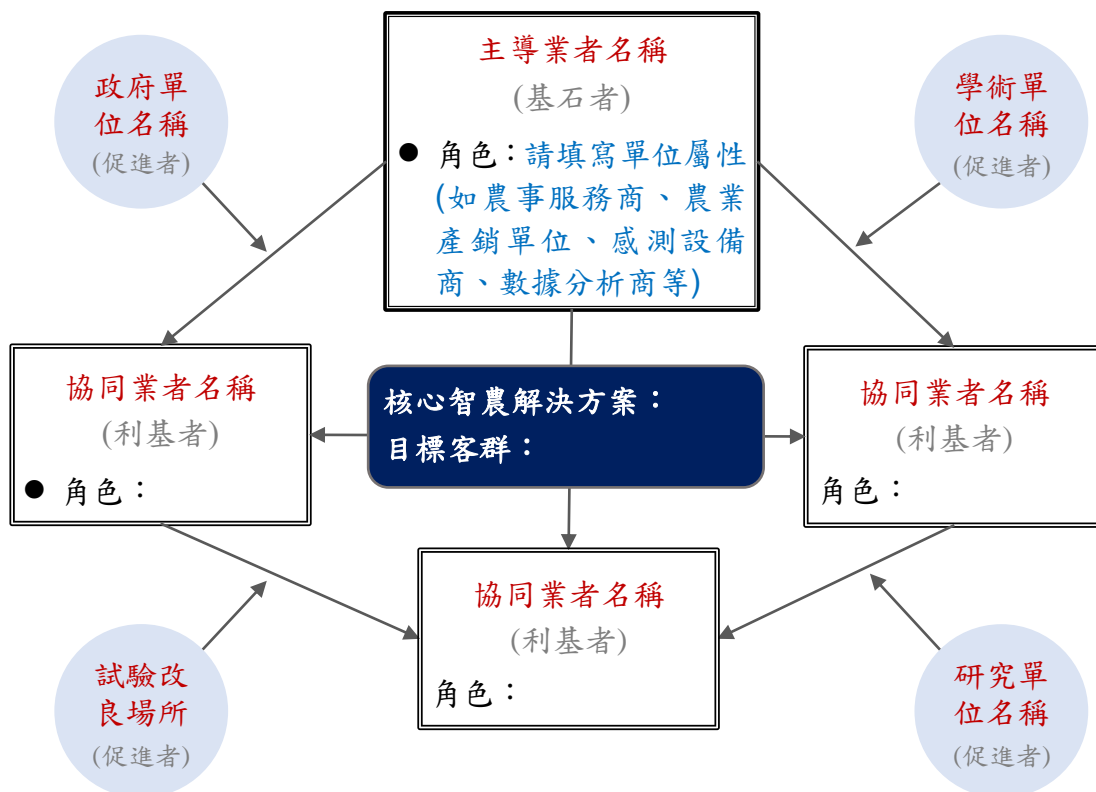 主導業者名稱
(基石者)
● 角色：請填寫單位屬性
(如農事服務商、農業
產銷單位、感測設備
商、數據分析商等)
政府單
位名稱
(促進者)
學術單
位名稱
(促進者)
協同業者名稱
(利基者)
● 角色：
核心智農解決方案：
目標客群：
協同業者名稱
(利基者)
角色：
協同業者名稱
(利基者)
角色：
試驗改
良場所
(促進者)
研究單
位名稱
(促進者)